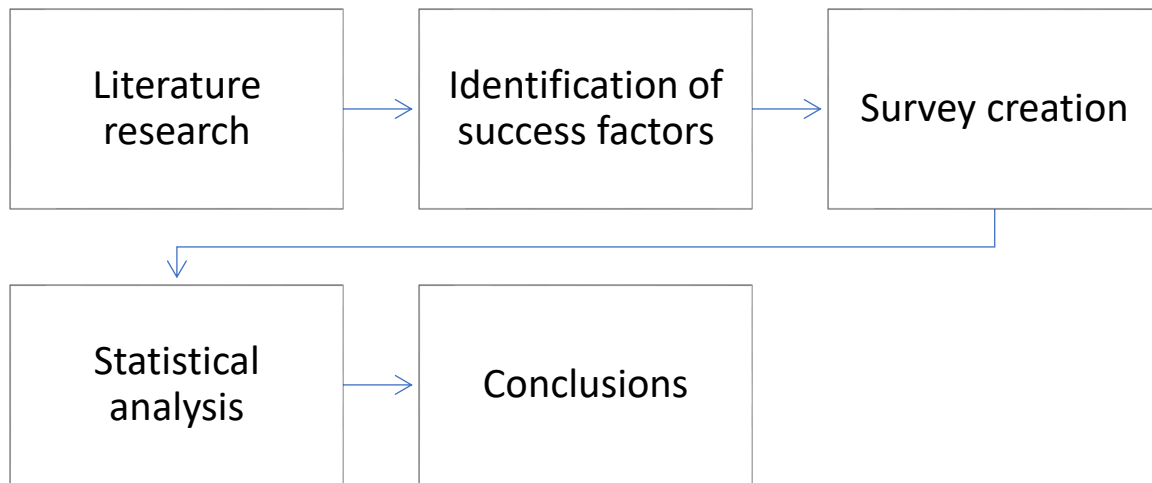 Literature
research
Identification of
success factors
Survey creation
Statistical
analysis
Conclusions